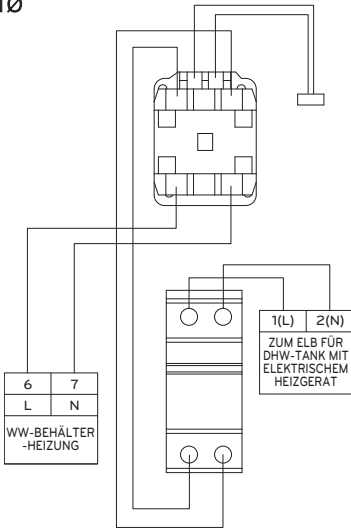 1Ø
1(L) 2(N)
ZUM ELB FÜR
DHW-TANK MIT
ELEKTRISCHEM
HEIZGERAT
6 7
L N
WW-BEHÄLTER
-HEIZUNG